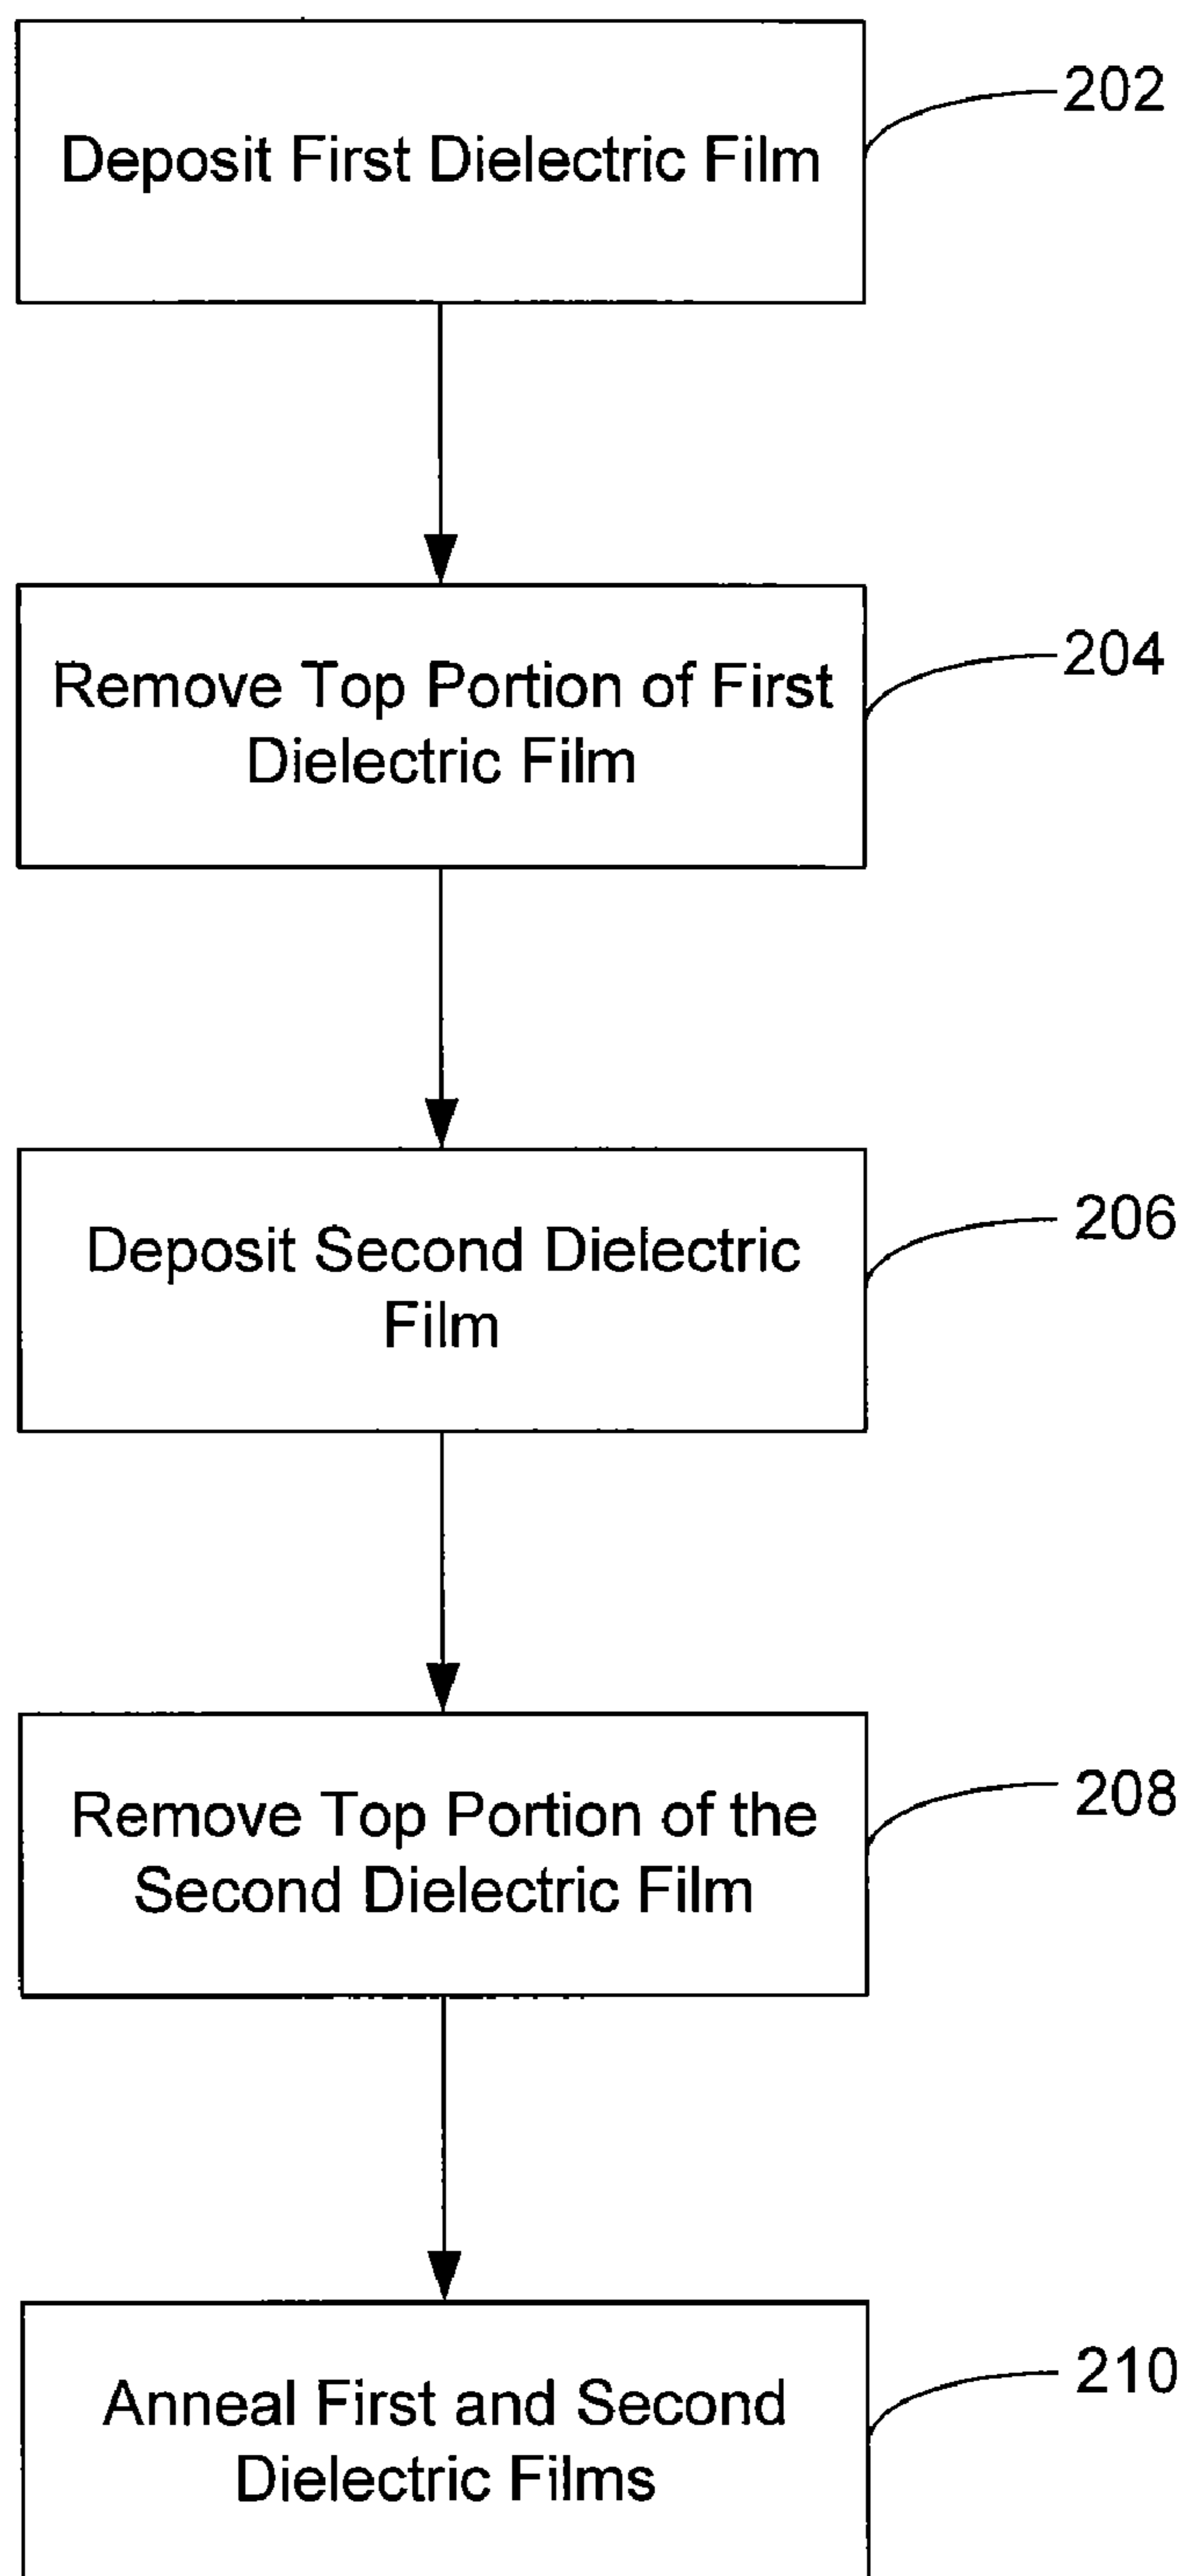 Deposit First Dielectric Film
202
Remove Top Portion of First
Dielectric Film
204
Deposit Second Dielectric
Film
206
Remove Top Portion of the
Second Dielectric Film
208
Anneal First and Second
Dielectric Films
210